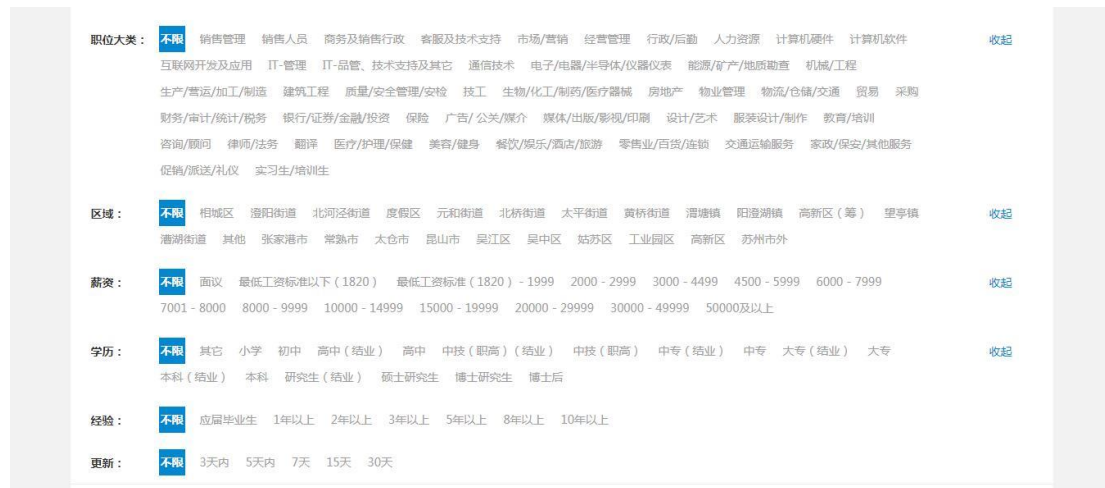 职位大类： 不限 销售管理 销售人员 商务及销售行政 客服及技术支持 市场/营销 经营管理 行政/后勤 人力资源 计算机硬件 计算机软件 收起
互联网开发及应用 IT-管理 IT-品管、技术支持及其它 通信技术 电子/电器/半导体/仪器仪表 能源/矿产/地质勘查 机械/工程
生产/营运/加工/制造 建筑工程 质量/安全管理/安检 技工 生物/化工/制药/医疗器械 房地产 物业管理 物流/仓储/交通 贸易 采购
财务/审计/统计/税务 银行/证券/金融/投资 保险 广告/ 公关/媒介 媒体/出版/影视/印刷 设计/艺术 服装设计/制作 教育/培训
咨询/顾问 律师/法务 翻译 医疗/护理/保健 美容/健身 餐饮/娱乐/酒店/旅游 零售业/百货/连锁 交通运输服务 家政/保安/其他服务
促销/派送/礼仪 实习生/培训生
区域： 不限 相城区 澄阳街道 北河泾街道 度假区 元和街道 北桥街道 太平街道 黄桥街道 渭塘镇 阳澄湖镇 高新区（筹） 望亭镇 收起
漕湖街道 其他 张家港市 常熟市 太仓市 昆山市 吴江区 吴中区 姑苏区 工业园区 高新区 苏州市外
薪资： 不限 面议 最低工资标准以下（1820） 最低工资标准（1820）- 1999 2000 - 2999 3000 - 4499 4500 - 5999 6000 - 7999 收起
7001 - 8000 8000 - 9999 10000 - 14999 15000 - 19999 20000 - 29999 30000 - 49999 50000及以上
学历： 不限 其它 小学 初中 高中（结业） 高中 中技（职高）（结业） 中技（职高） 中专（结业） 中专 大专（结业） 大专 收起
本科（结业） 本科 研究生（结业） 硕士研究生 博士研究生 博士后
经验： 不限 应届毕业生 1年以上 2年以上 3年以上 5年以上 8年以上 10年以上
更新： 不限 3天内 5天内 7天 15天 30天